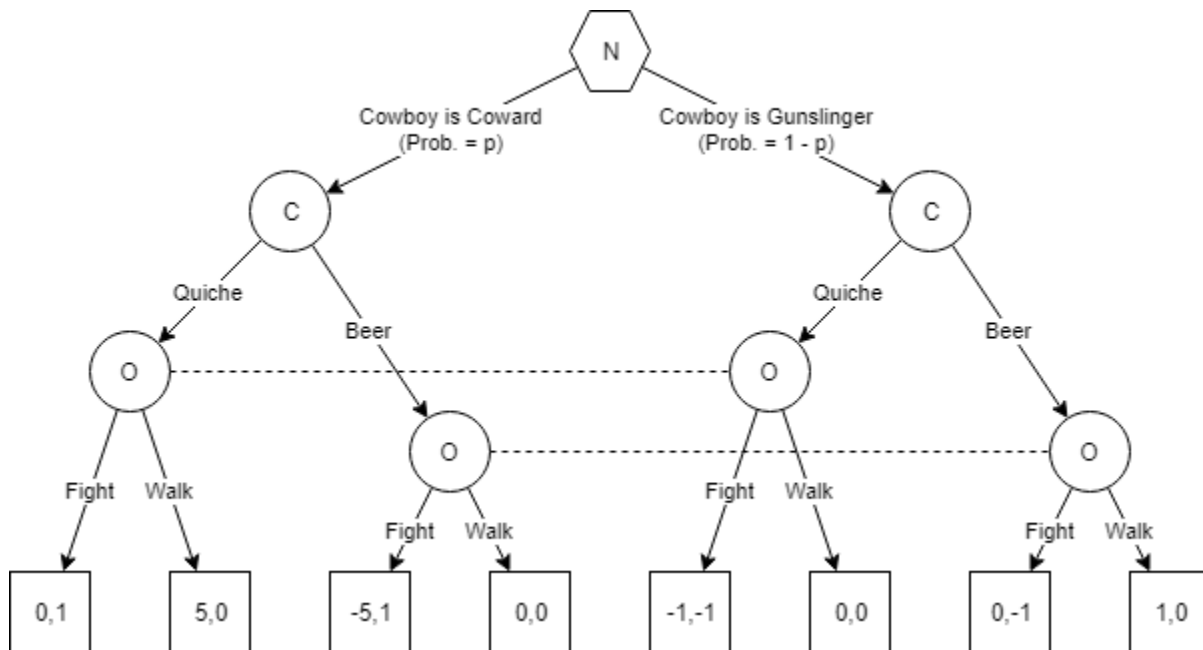 N
Cowboy is Coward
(Prob. = p)
Cowboy is Gunslinger
(Prob. = 1 - p)
C
C
Quiche
Beer
Quiche
Beer
O
O
O
O
Fight
Walk
Fight
Walk
Fight
Walk
Fight
Walk
0,1
5,0
-5,1
0,0
-1,-1
0,0
0,-1
1,0